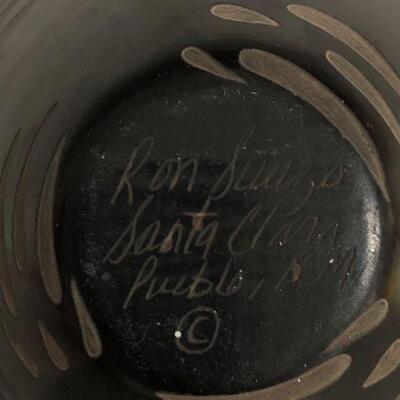 Ron Suazo
Santa Clara
Pueblo, N.M.
©